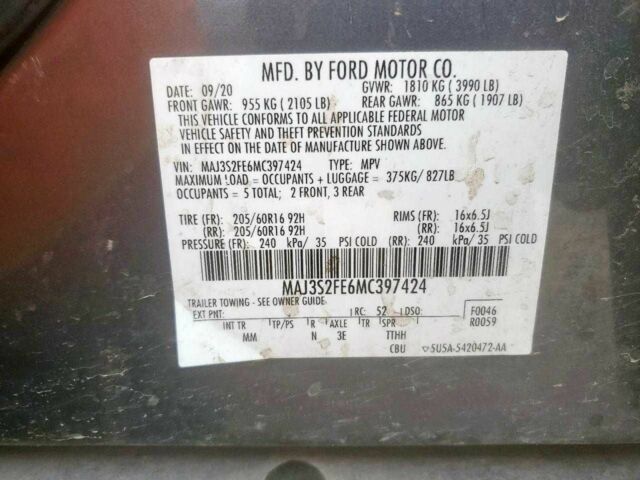 MFD. BY FORD MOTOR CO.
DATE: 09/20 GVWR: 1810 KG ( 3990 LB)
FRONT GAWR: 955 KG ( 2105 LB) REAR GAWR: 865 KG ( 1907 LB)
THIS VEHICLE CONFORMS TO ALL APPLICABLE FEDERAL MOTOR
VEHICLE SAFETY AND THEFT PREVENTION STANDARDS
IN EFFECT ON THE DATE OF MANUFACTURE SHOWN ABOVE.
VIN: MAJ3S2FE6MC397424 TYPE: MPV
MAXIMUM LOAD = OCCUPANTS + LUGGAGE = 375KG/ 827LB
OCCUPANTS = 5 TOTAL; 2 FRONT, 3 REAR
TIRE (FR): 205/60R16 92H RIMS (FR): 16x6.5J
(RR): 205/60R16 92H (RR): 16x6.5J
PRESSURE (FR): 240 kPa/ 35 PSI COLD (RR): 240 kPa/ 35 PSI COLD
MAJ3S2FE6MC397424
TRAILER TOWING - SEE OWNER GUIDE
EXT PNT: RC: 52 DSO: F0046
R0059
INT TR TP/PS R AXLE TR SPR
MM N 3E TTHH
CBU ▽5U5A-5420472-AA